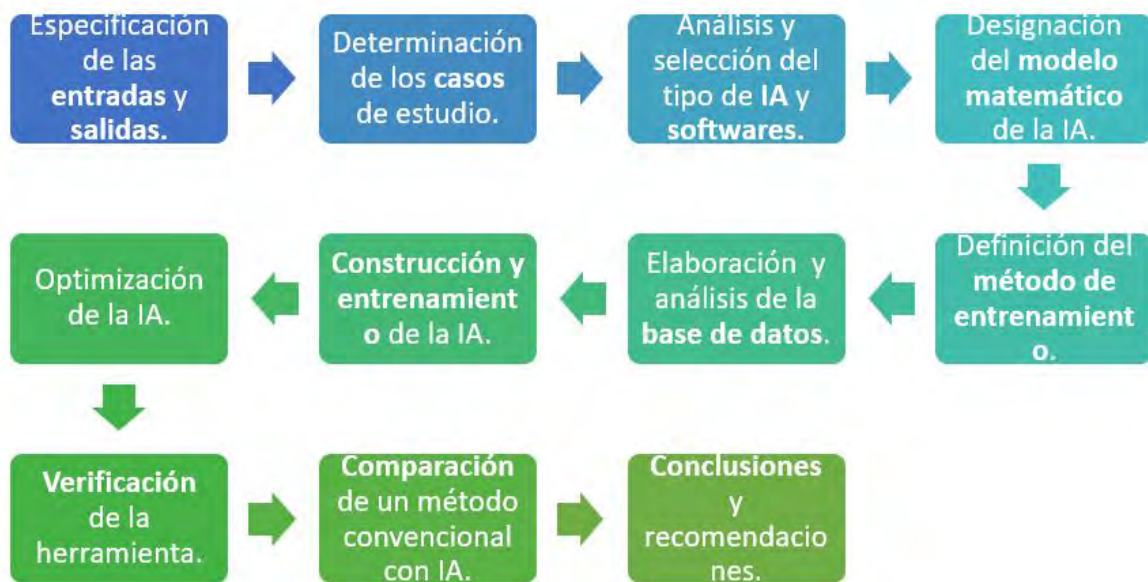 Especificación
de las
entradas y
salidas.
Determinación
de los casos
de estudio.
Análisis y
selección del
tipo de IA y
softwares.
Designación
del modelo
matemático
de la IA.
Definición del
método de
entrenamient
o.
Elaboración y
análisis de la
base de datos.
Construcción y
entrenamient
o de la IA.
Optimización
de la IA.
Verificación
de la
herramienta.
Comparación
de un método
convencional
con IA.
Conclusiones
y
recomendacio
nes.